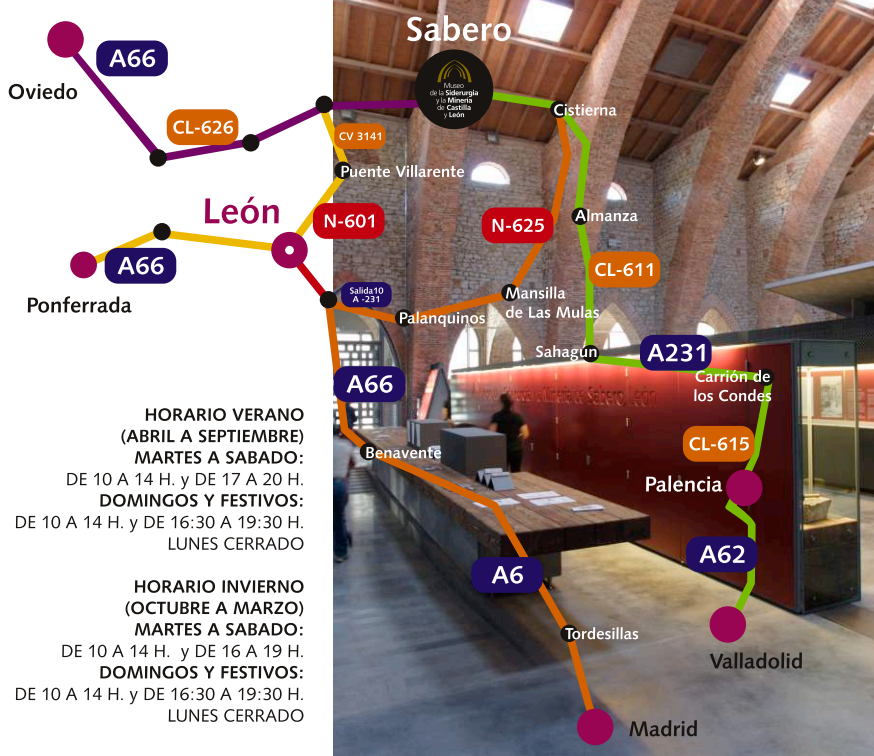 Sabero
Museo
de la Siderurgia
y la Minería
de Castilla
y León
A66
Oviedo
CL-626
CV 3141
Cistierna
Puente Villarente
León
N-601
N-625
Almanza
A66
Ponferrada
CL-611
Salida10
A -231
Mansilla
de Las Mulas
Palanquinos
Sahagún
A231
Carrión de
los Condes
A66
CL-615
Benavente
Palencia
A62
A6
Tordesillas
Valladolid
Madrid
HORARIO VERANO
(ABRIL A SEPTIEMBRE)
MARTES A SABADO:
DE 10 A 14 H. y DE 17 A 20 H.
DOMINGOS Y FESTIVOS:
DE 10 A 14 H. y DE 16:30 A 19:30 H.
LUNES CERRADO
HORARIO INVIERNO
(OCTUBRE A MARZO)
MARTES A SABADO:
DE 10 A 14 H.  y DE 16 A 19 H.
DOMINGOS Y FESTIVOS:
DE 10 A 14 H. y DE 16:30 A 19:30 H.
LUNES CERRADO